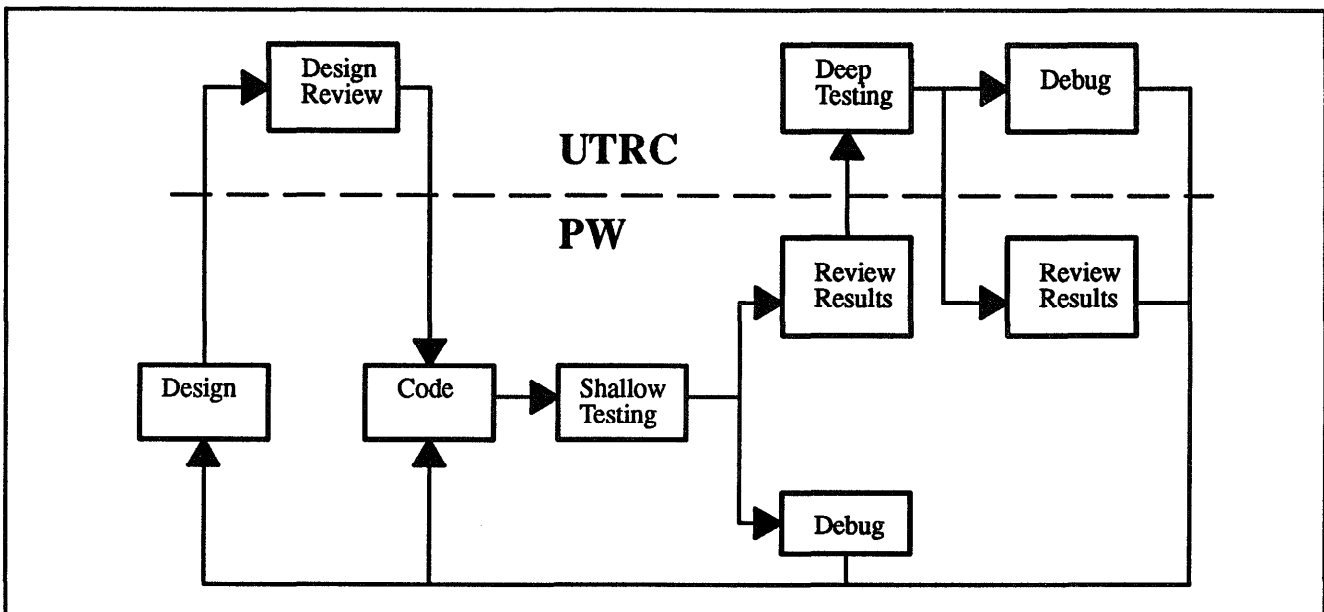 Design
Review
Deep
Testing
Debug
UTRC
PW
Review
Results
Review
Results
Design
Code
Shallow
Testing
Debug